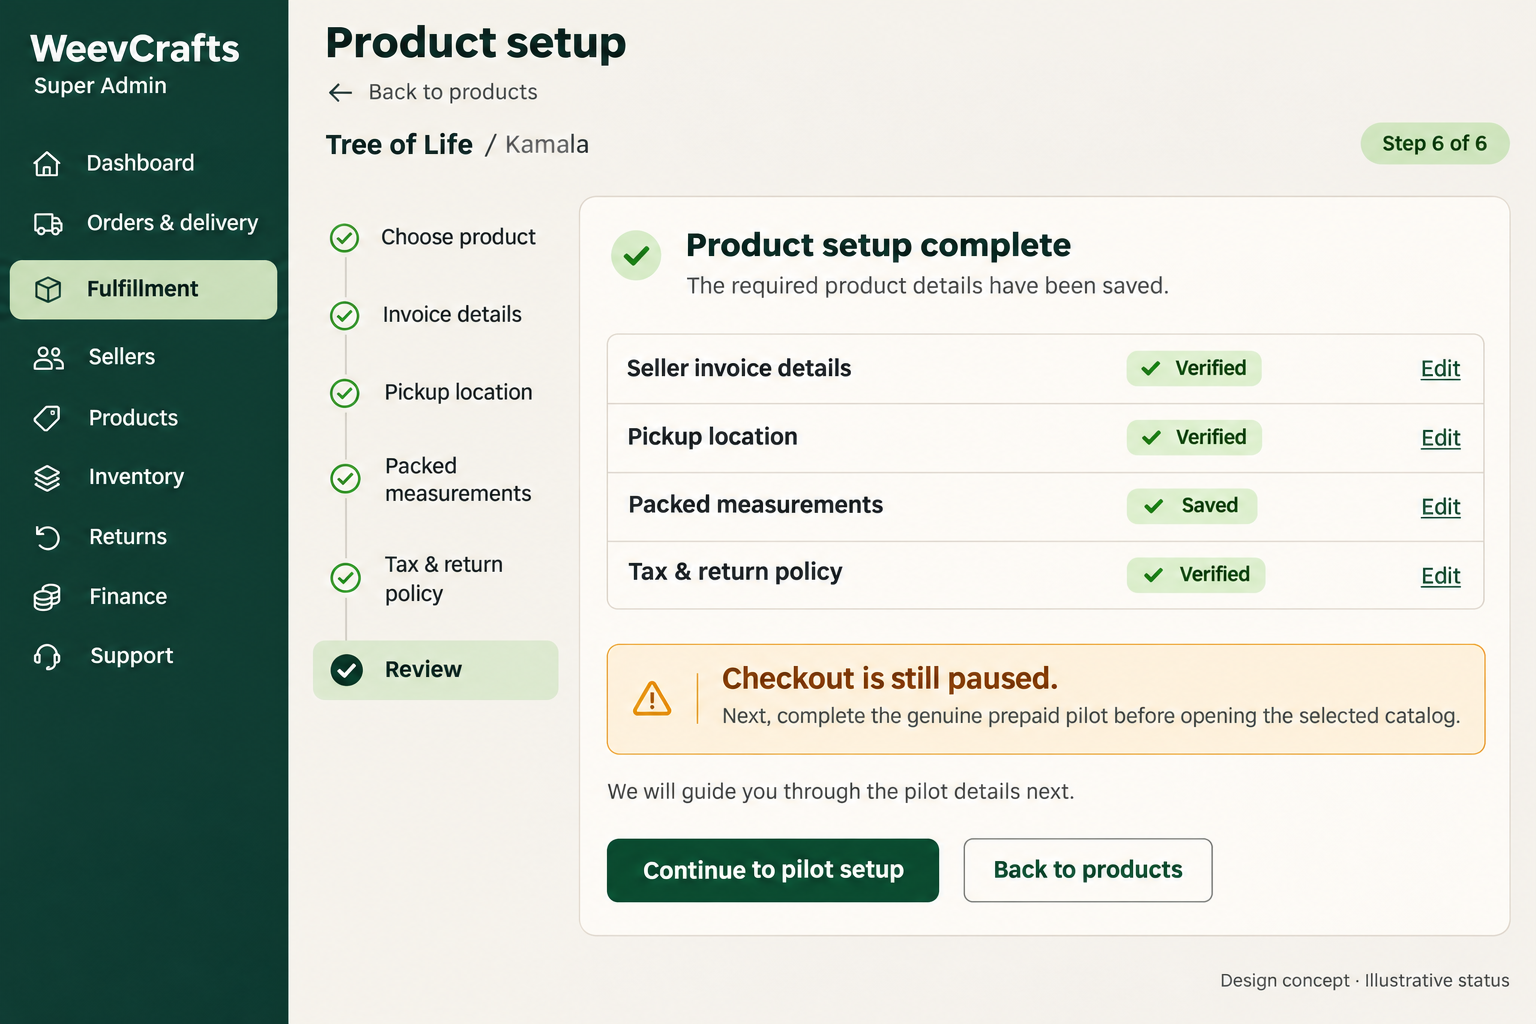 WeevCrafts
Super Admin
Dashboard
Orders & delivery
Fulfillment
Sellers
Products
Inventory
Returns
Finance
Support
Product setup
← Back to products
Tree of Life / Kamala
Step 6 of 6
Choose product
Invoice details
Pickup location
Packed
measurements
Tax & return
policy
Review
Product setup complete
The required product details have been saved.
Seller invoice details Verified Edit
Pickup location Verified Edit
Packed measurements Saved Edit
Tax & return policy Verified Edit
Checkout is still paused.
Next, complete the genuine prepaid pilot before opening the selected catalog.
We will guide you through the pilot details next.
Continue to pilot setup
Back to products
Design concept · Illustrative status